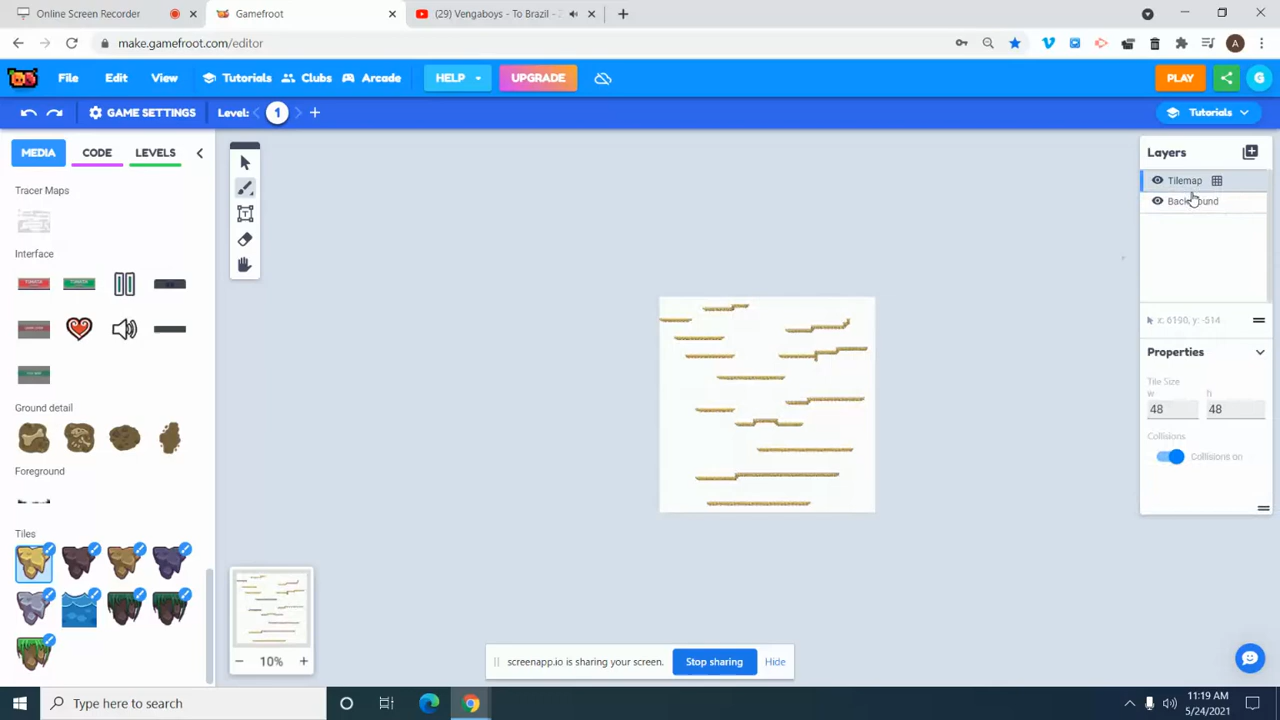 Online Screen Recorder
Gamefroot
(29) Vengaboys - To Brazil -
make.gamefroot.com/editor
A
File
Edit
View
Tutorials
Clubs
Arcade
HELP
UPGRADE
PLAY
G
GAME SETTINGS
Level:
1
Tutorials
MEDIA
CODE
LEVELS
Layers
Tilemap
Background
Tracer Maps
Interface
x: 6190, y: -514
Properties
Tile Size
w
h
48
48
Collisions
Collisions on
Ground detail
Foreground
Tiles
10%
screenapp.io is sharing your screen.
Stop sharing
Hide
Type here to search
11:19 AM
5/24/2021